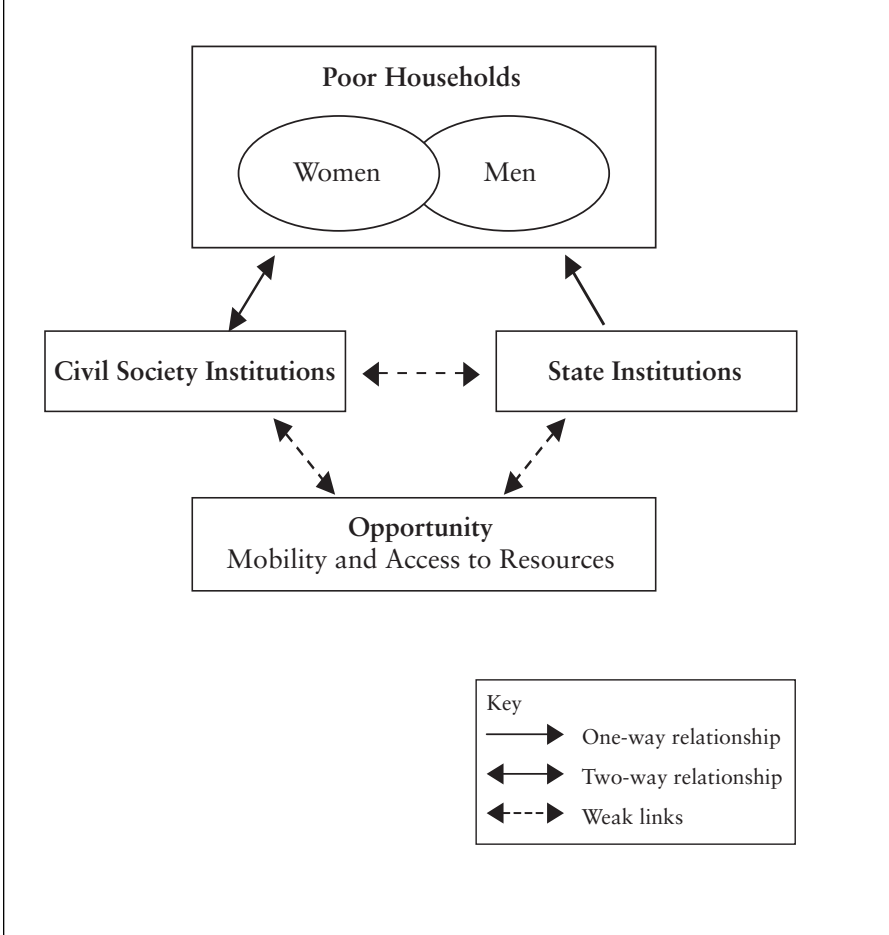 Poor Households
Women
Men
Civil Society Institutions
State Institutions
Opportunity
Mobility and Access to Resources
Key
One-way relationship
Two-way relationship
Weak links